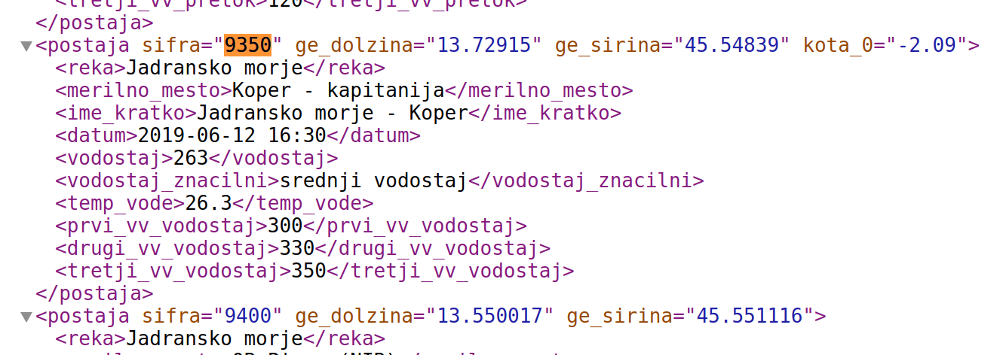 <tretji_vv_pretok>120</tretji_vv_pretok>
</postaja>
<postaja sifra="9350" ge_dolzina="13.72915" ge_sirina="45.54839" kota_0="-2.09">
<reka>Jadransko morje</reka>
<merilno_mesto>Koper - kapitanija</merilno_mesto>
<ime_kratko>Jadransko morje - Koper</ime_kratko>
<datum>2019-06-12 16:30</datum>
<vodostaj>263</vodostaj>
<vodostaj_znacilni>srednji vodostaj</vodostaj_znacilni>
<temp_vode>26.3</temp_vode>
<prvi_vv_vodostaj>300</prvi_vv_vodostaj>
<drugi_vv_vodostaj>330</drugi_vv_vodostaj>
<tretji_vv_vodostaj>350</tretji_vv_vodostaj>
</postaja>
<postaja sifra="9400" ge_dolzina="13.550017" ge_sirina="45.551116">
<reka>Jadransko morje</reka>